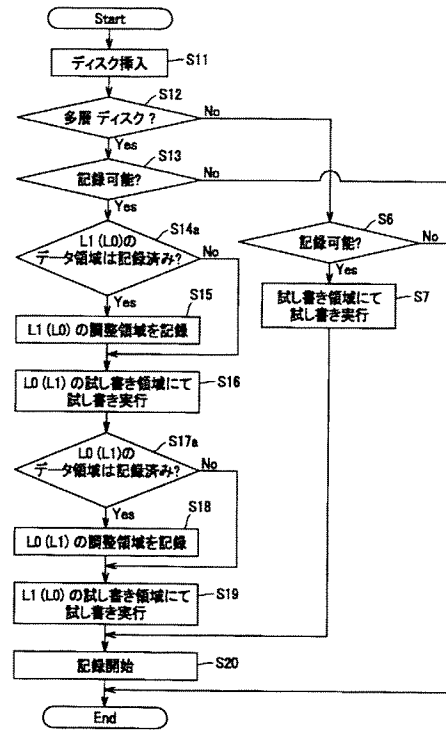 Start
ディスク挿入
S11
S12
多層 ディスク?
No
Yes
S13
記録可能?
No
Yes
S14a
L1(L0)の
データ領域は記録済み?
No
Yes
S15
L1(L0)の調整領域を記録
L0(L1)の試し書き領域にて
試し書き実行
S16
S17a
L0(L1)の
データ領域は記録済み?
No
Yes
S18
L0(L1)の調整領域を記録
L1(L0)の試し書き領域にて
試し書き実行
S19
記録開始
S20
End
S6
記録可能?
No
Yes
S7
試し書き領域にて
試し書き実行